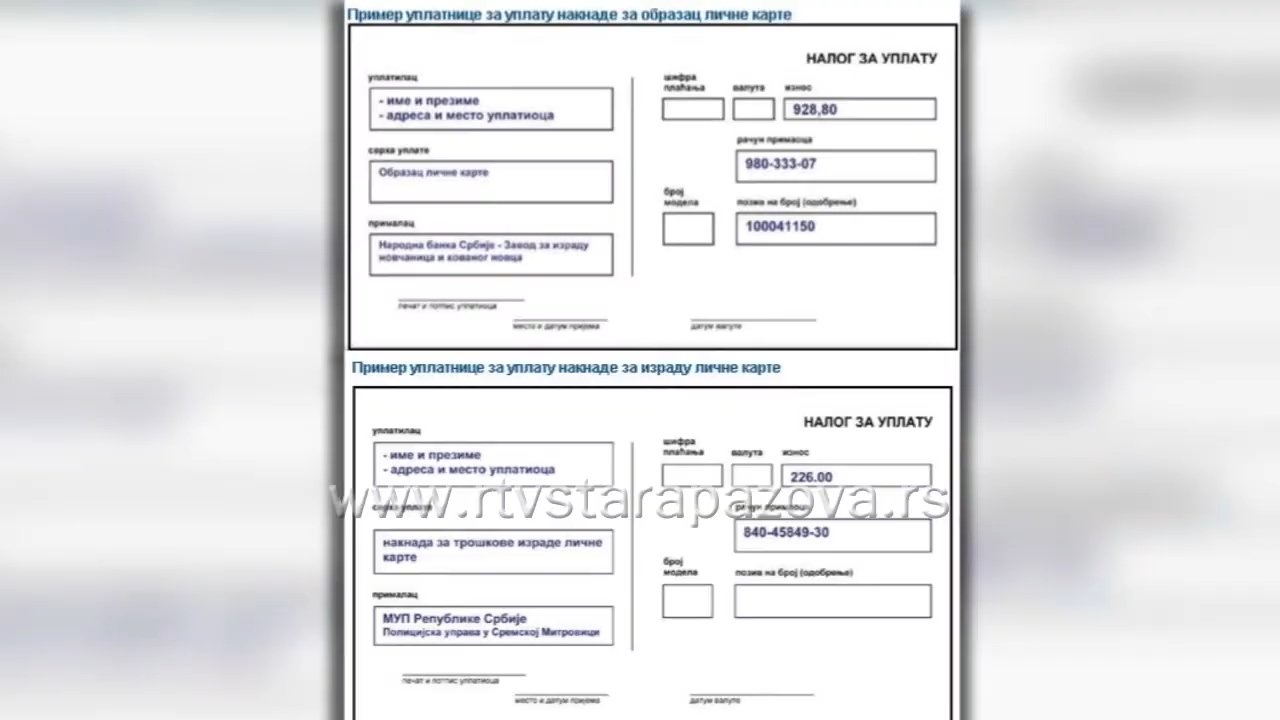 Пример уплатнице за уплату накнаде за образац личне карте
НАЛОГ ЗА УПЛАТУ
уплатилац
- име и презиме
- адреса и место уплатиоца
сврха уплате
Образац личне карте
прималац
Народна банка Србије - Завод за израду
новчаница и кованог новца
печат и потпис уплатиоца
место и датум пријема
шифра
плаћања
валута
износ
928,80
рачун примаоца
980-333-07
број
модела
позив на број (одобрење)
100041150
датум валуте
Пример уплатнице за уплату накнаде за израду личне карте
НАЛОГ ЗА УПЛАТУ
уплатилац
- име и презиме
- адреса и место уплатиоца
сврха уплате
накнада за трошкове израде личне
карте
прималац
МУП Републике Србије
Полицијска управа у Сремској Митровици
печат и потпис уплатиоца
место и датум пријема
шифра
плаћања
валута
износ
226.00
рачун примаоца
840-45849-30
број
модела
позив на број (одобрење)
датум валуте
www.rtvstarapazova.rs